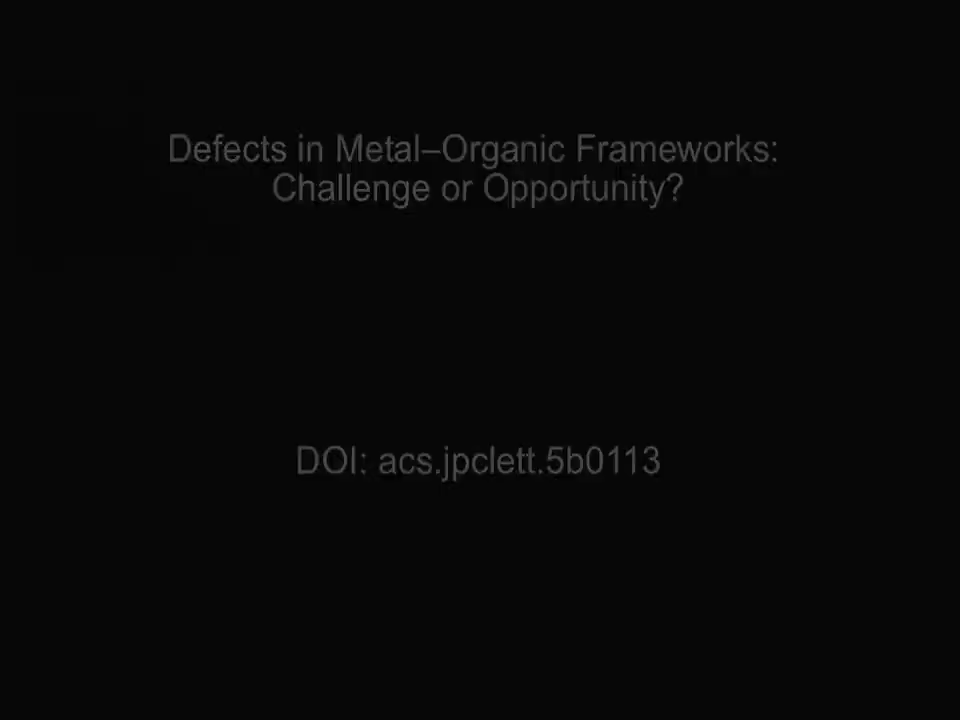 Defects in Metal–Organic Frameworks:
Challenge or Opportunity?
DOI: acs.jpclett.5b0113